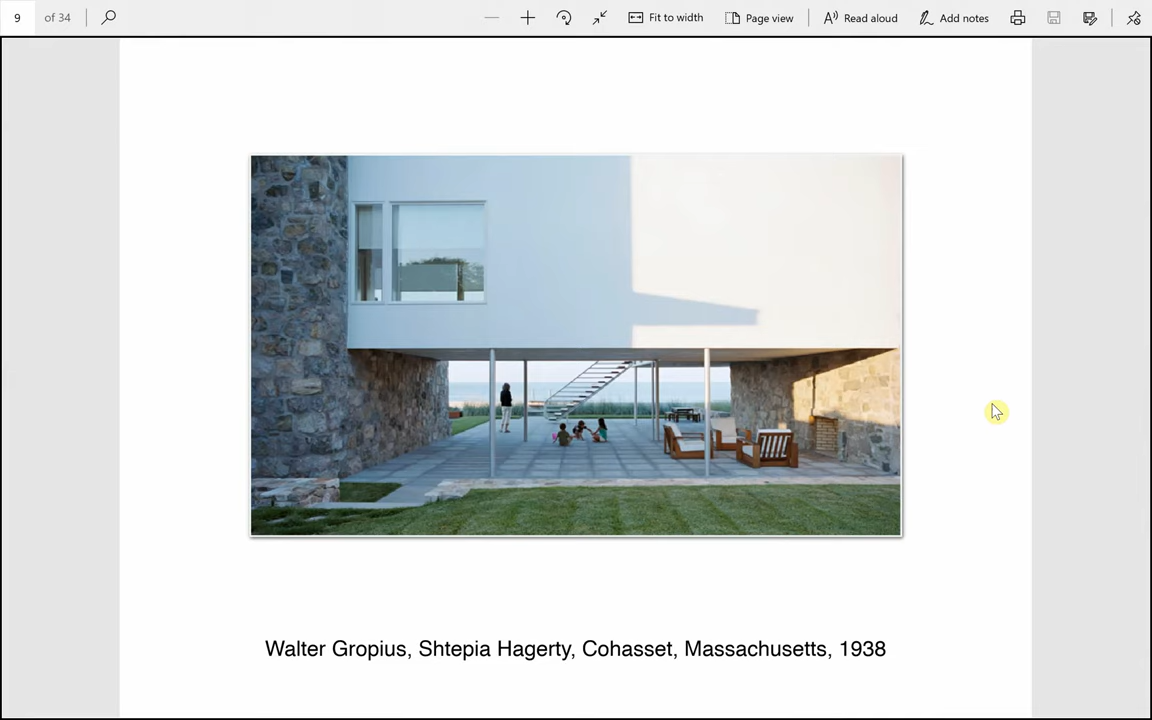 9 of 34 Fit to width Page view Read aloud Add notes
Walter Gropius, Shtepia Hagerty, Cohasset, Massachusetts, 1938